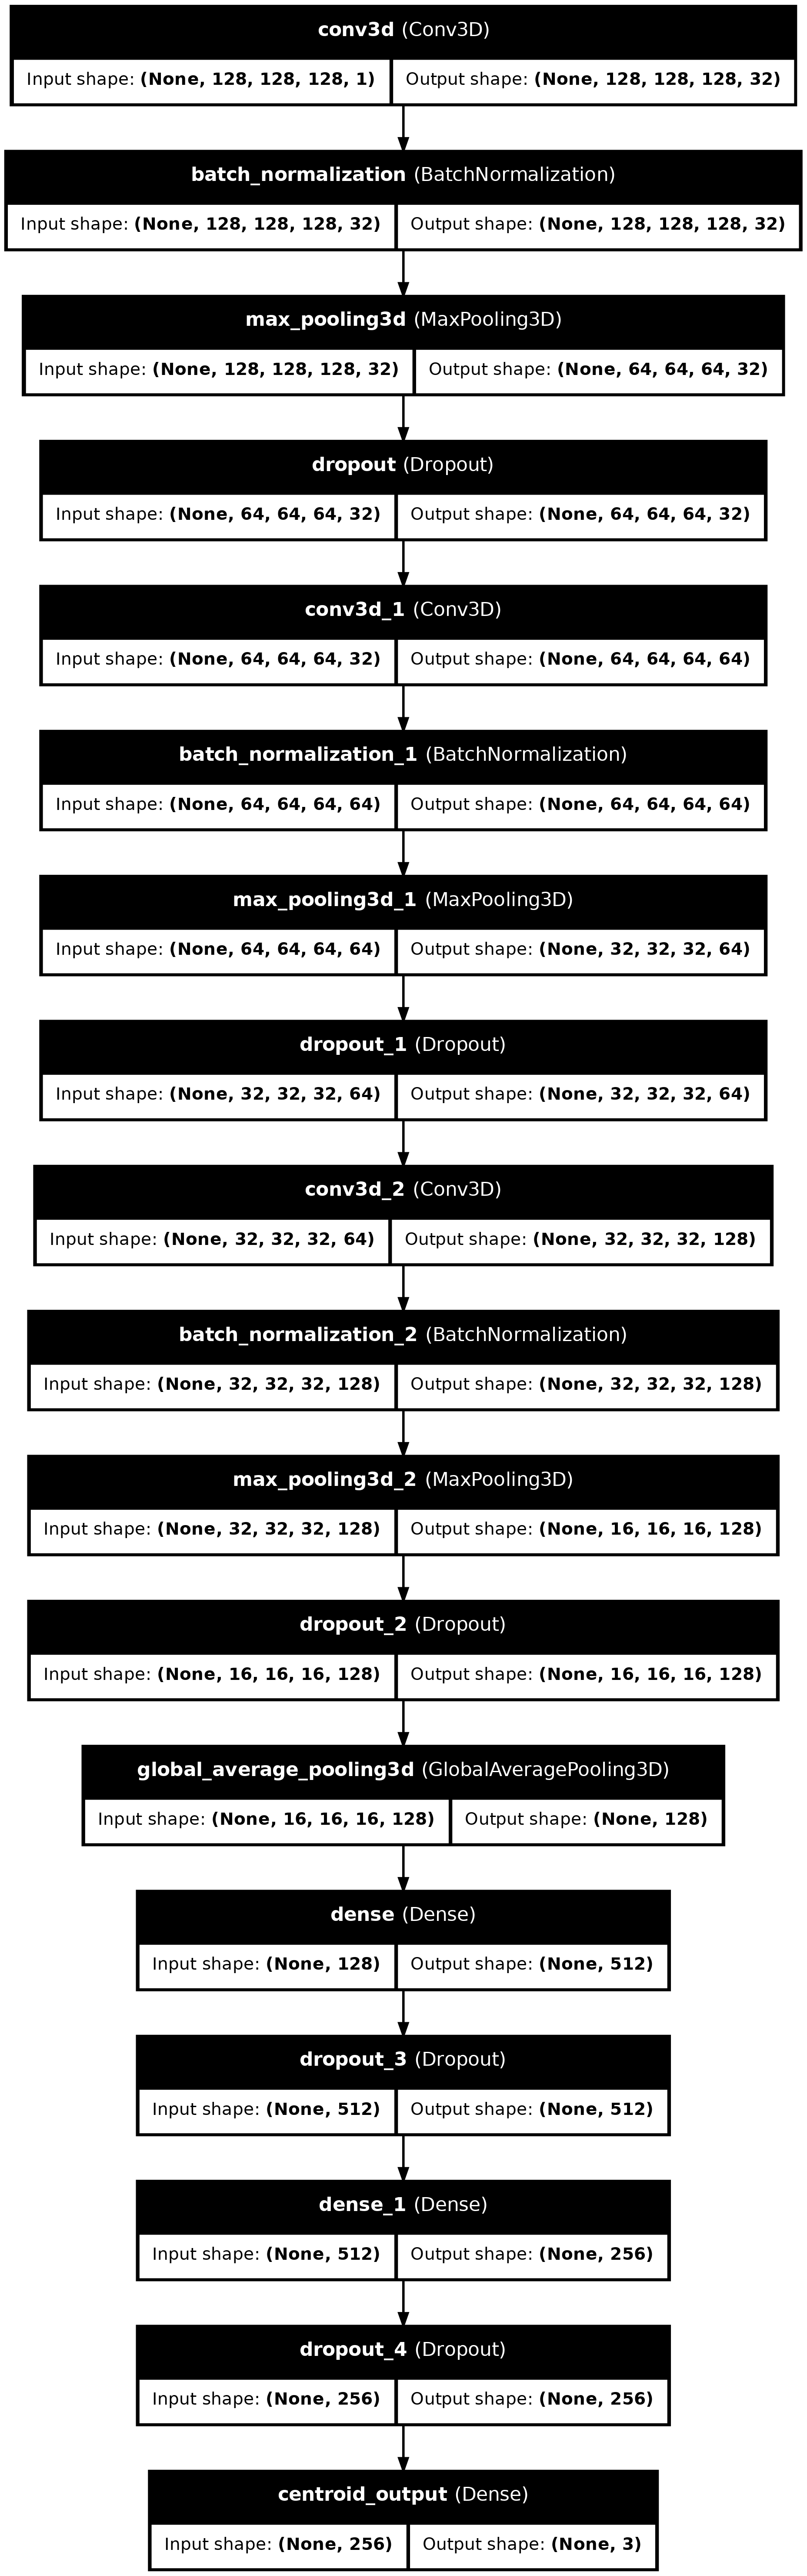 conv3d (Conv3D)
Input shape: (None, 128, 128, 128, 1) Output shape: (None, 128, 128, 128, 32)
batch_normalization (BatchNormalization)
Input shape: (None, 128, 128, 128, 32) Output shape: (None, 128, 128, 128, 32)
max_pooling3d (MaxPooling3D)
Input shape: (None, 128, 128, 128, 32) Output shape: (None, 64, 64, 64, 32)
dropout (Dropout)
Input shape: (None, 64, 64, 64, 32) Output shape: (None, 64, 64, 64, 32)
conv3d_1 (Conv3D)
Input shape: (None, 64, 64, 64, 32) Output shape: (None, 64, 64, 64, 64)
batch_normalization_1 (BatchNormalization)
Input shape: (None, 64, 64, 64, 64) Output shape: (None, 64, 64, 64, 64)
max_pooling3d_1 (MaxPooling3D)
Input shape: (None, 64, 64, 64, 64) Output shape: (None, 32, 32, 32, 64)
dropout_1 (Dropout)
Input shape: (None, 32, 32, 32, 64) Output shape: (None, 32, 32, 32, 64)
conv3d_2 (Conv3D)
Input shape: (None, 32, 32, 32, 64) Output shape: (None, 32, 32, 32, 128)
batch_normalization_2 (BatchNormalization)
Input shape: (None, 32, 32, 32, 128) Output shape: (None, 32, 32, 32, 128)
max_pooling3d_2 (MaxPooling3D)
Input shape: (None, 32, 32, 32, 128) Output shape: (None, 16, 16, 16, 128)
dropout_2 (Dropout)
Input shape: (None, 16, 16, 16, 128) Output shape: (None, 16, 16, 16, 128)
global_average_pooling3d (GlobalAveragePooling3D)
Input shape: (None, 16, 16, 16, 128) Output shape: (None, 128)
dense (Dense)
Input shape: (None, 128) Output shape: (None, 512)
dropout_3 (Dropout)
Input shape: (None, 512) Output shape: (None, 512)
dense_1 (Dense)
Input shape: (None, 512) Output shape: (None, 256)
dropout_4 (Dropout)
Input shape: (None, 256) Output shape: (None, 256)
centroid_output (Dense)
Input shape: (None, 256) Output shape: (None, 3)